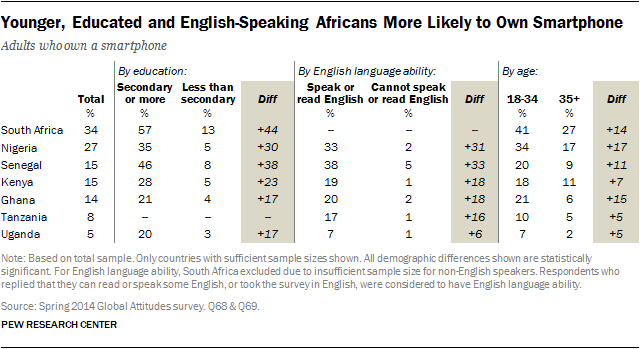 Younger, Educated and English-Speaking Africans More Likely to Own Smartphone
Adults who own a smartphone
By education: By English language ability: By age:
Total Secondary or more Less than secondary Diff Speak or read English Cannot speak or read English Diff 18-34 35+ Diff
% % % % % % %
South Africa 34 57 13 +44 -- -- -- 41 27 +14
Nigeria 27 35 5 +30 33 2 +31 34 17 +17
Senegal 15 46 8 +38 38 5 +33 20 9 +11
Kenya 15 28 5 +23 19 1 +18 18 11 +7
Ghana 14 21 4 +17 20 2 +18 21 6 +15
Tanzania 8 -- -- -- 17 1 +16 10 5 +5
Uganda 5 20 3 +17 7 1 +6 7 2 +5
Note: Based on total sample. Only countries with sufficient sample sizes shown. All demographic differences shown are statistically
significant. For English language ability, South Africa excluded due to insufficient sample size for non-English speakers. Respondents who
replied that they can read or speak some English, or took the survey in English, were considered to have English language ability.
Source: Spring 2014 Global Attitudes survey. Q68 & Q69.
PEW RESEARCH CENTER